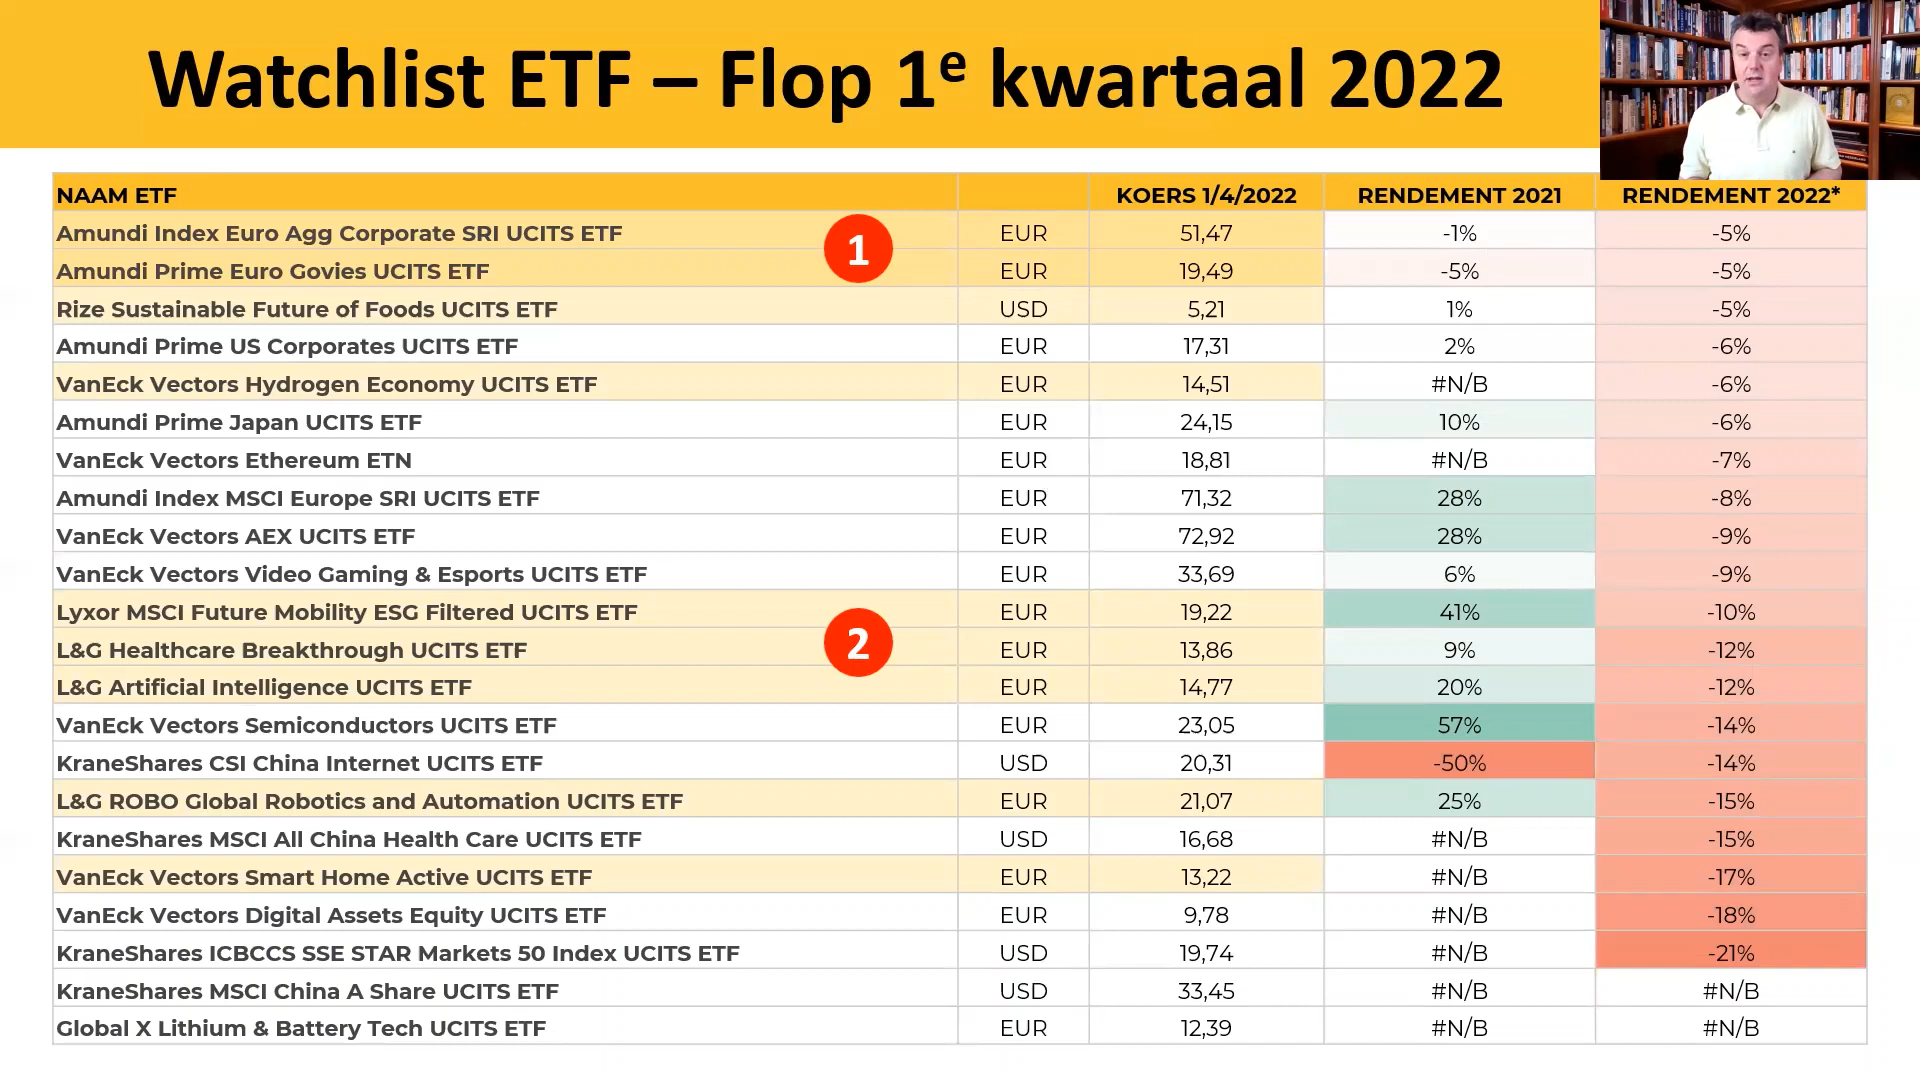 Watchlist ETF – Flop 1e kwartaal 2022
NAAM ETF KOERS 1/4/2022 RENDEMENT 2021 RENDEMENT 2022*
Amundi Index Euro Agg Corporate SRI UCITS ETF EUR 51,47 -1% -5%
1
Amundi Prime Euro Govies UCITS ETF EUR 19,49 -5% -5%
Rize Sustainable Future of Foods UCITS ETF USD 5,21 1% -5%
Amundi Prime US Corporates UCITS ETF EUR 17,31 2% -6%
VanEck Vectors Hydrogen Economy UCITS ETF EUR 14,51 #N/B -6%
Amundi Prime Japan UCITS ETF EUR 24,15 10% -6%
VanEck Vectors Ethereum ETN EUR 18,81 #N/B -7%
Amundi Index MSCI Europe SRI UCITS ETF EUR 71,32 28% -8%
VanEck Vectors AEX UCITS ETF EUR 72,92 28% -9%
VanEck Vectors Video Gaming & Esports UCITS ETF EUR 33,69 6% -9%
Lyxor MSCI Future Mobility ESG Filtered UCITS ETF EUR 19,22 41% -10%
2
L&G Healthcare Breakthrough UCITS ETF EUR 13,86 9% -12%
L&G Artificial Intelligence UCITS ETF EUR 14,77 20% -12%
VanEck Vectors Semiconductors UCITS ETF EUR 23,05 57% -14%
KraneShares CSI China Internet UCITS ETF USD 20,31 -50% -14%
L&G ROBO Global Robotics and Automation UCITS ETF EUR 21,07 25% -15%
KraneShares MSCI All China Health Care UCITS ETF USD 16,68 #N/B -15%
VanEck Vectors Smart Home Active UCITS ETF EUR 13,22 #N/B -17%
VanEck Vectors Digital Assets Equity UCITS ETF EUR 9,78 #N/B -18%
KraneShares ICBCCS SSE STAR Markets 50 Index UCITS ETF USD 19,74 #N/B -21%
KraneShares MSCI China A Share UCITS ETF USD 33,45 #N/B #N/B
Global X Lithium & Battery Tech UCITS ETF EUR 12,39 #N/B #N/B